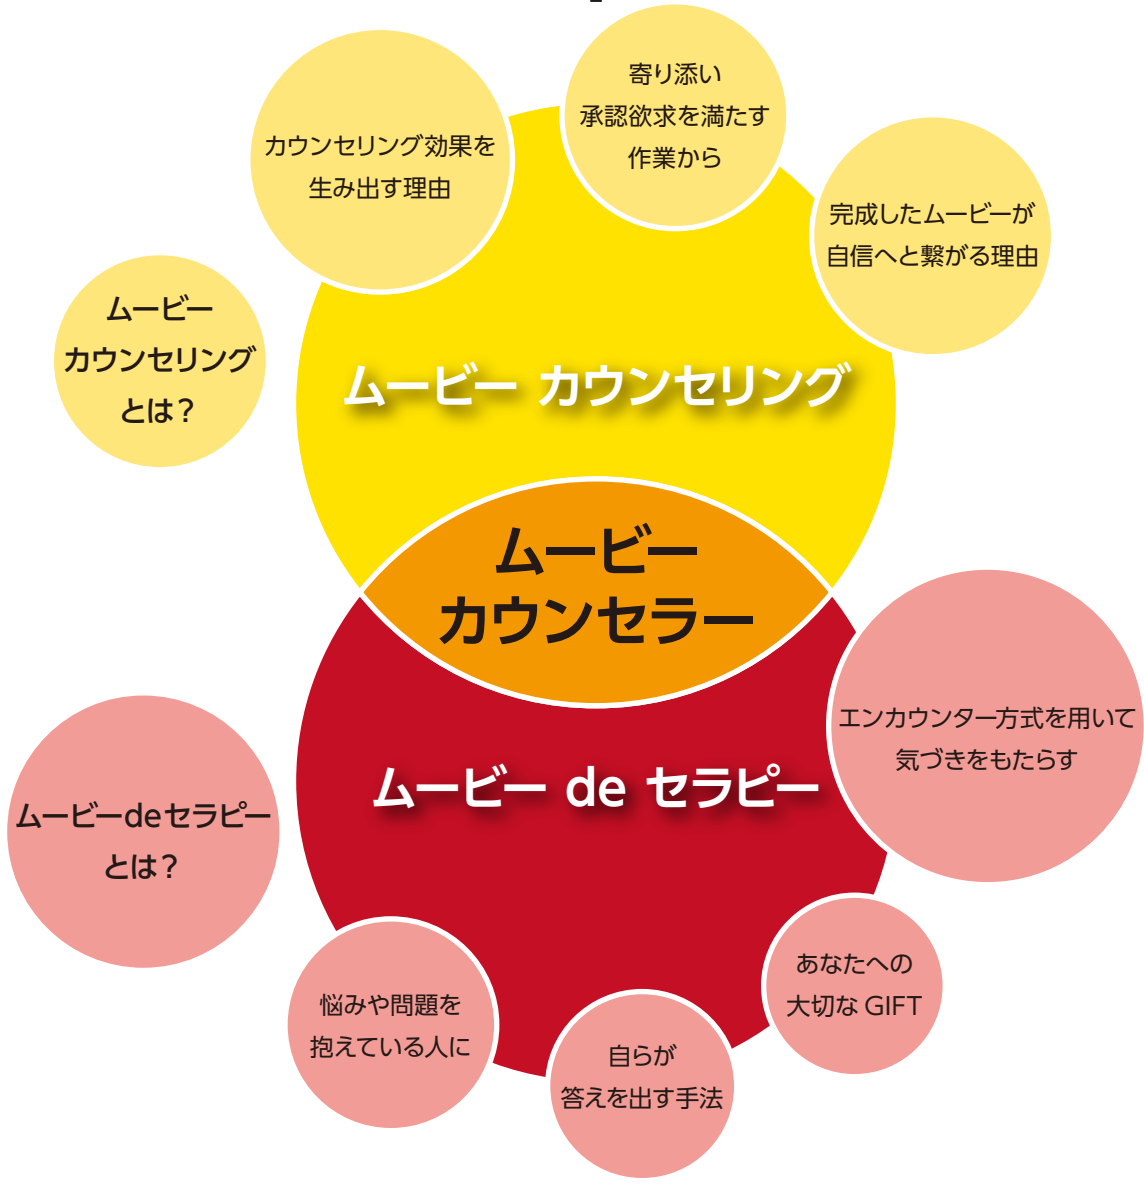 寄り添い
承認欲求を満たす
作業から
カウンセリング効果を
生み出す理由
完成したムービーが
自信へと繋がる理由
ムービー
カウンセリング
とは？
ムービー カウンセリング
ムービー
カウンセラー
エンカウンター方式を用いて
気づきをもたらす
ムービー de セラピー
ムービーdeセラピー
とは？
あなたへの
大切な GIFT
悩みや問題を
抱えている人に
自らが
答えを出す手法